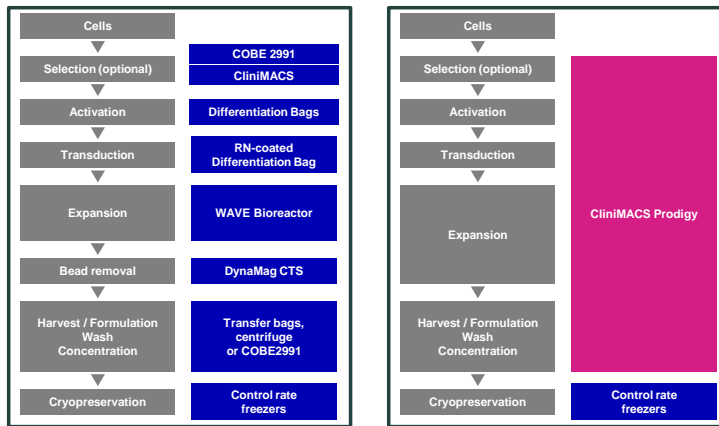 Cells
Selection (optional)
COBE 2991
CliniMACS
Activation
Differentiation Bags
Transduction
RN-coated
Differentiation Bag
Expansion
WAVE Bioreactor
Bead removal
DynaMag CTS
Harvest / Formulation
Wash
Concentration
Transfer bags,
centrifuge
or COBE2991
Cryopreservation
Control rate
freezers
Cells
Selection (optional)
Activation
Transduction
Expansion
Harvest / Formulation
Wash
Concentration
Cryopreservation
CliniMACS Prodigy
Control rate
freezers